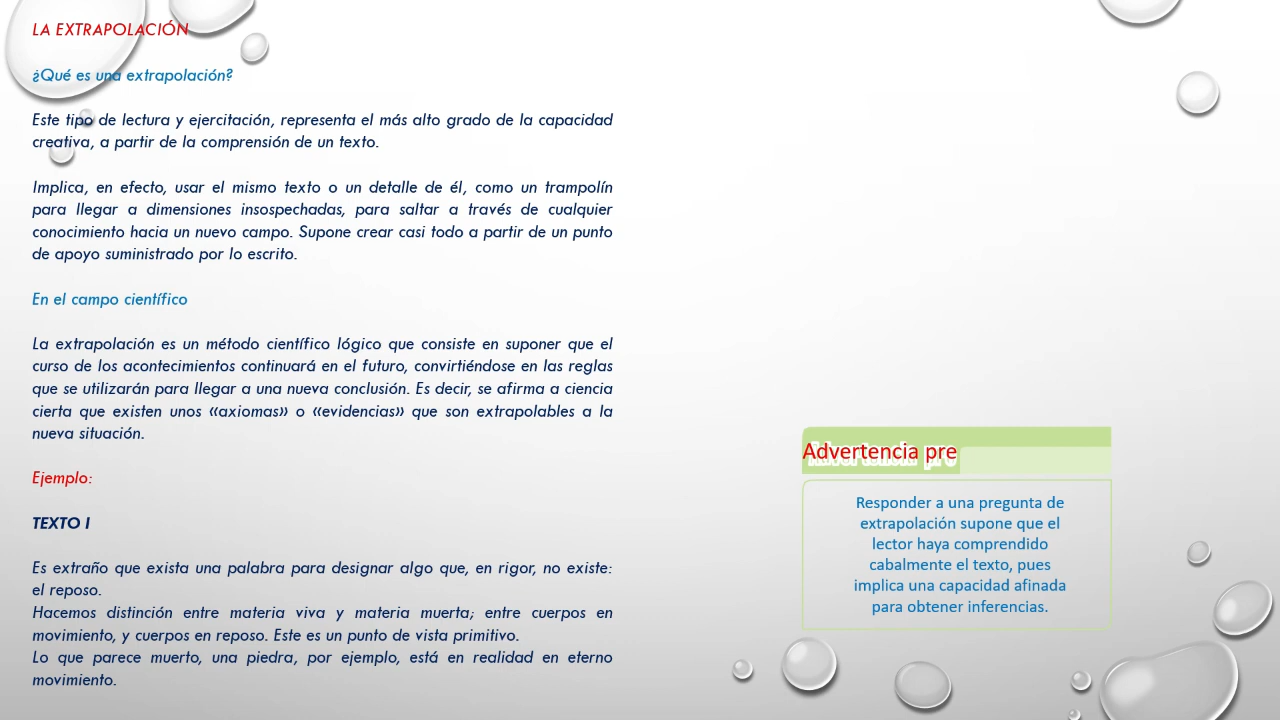 LA EXTRAPOLACIÓN
¿Qué es una extrapolación?
Este tipo de lectura y ejercitación, representa el más alto grado de la capacidad
creativa, a partir de la comprensión de un texto.
Implica, en efecto, usar el mismo texto o un detalle de él, como un trampolín
para llegar a dimensiones insospechadas, para saltar a través de cualquier
conocimiento hacia un nuevo campo. Supone crear casi todo a partir de un punto
de apoyo suministrado por lo escrito.
En el campo científico
La extrapolación es un método científico lógico que consiste en suponer que el
curso de los acontecimientos continuará en el futuro, convirtiéndose en las reglas
que se utilizarán para llegar a una nueva conclusión. Es decir, se afirma a ciencia
cierta que existen unos «axiomas» o «evidencias» que son extrapolables a la
nueva situación.
Ejemplo:
TEXTO I
Es extraño que exista una palabra para designar algo que, en rigor, no existe:
el reposo.
Hacemos distinción entre materia viva y materia muerta; entre cuerpos en
movimiento, y cuerpos en reposo. Este es un punto de vista primitivo.
Lo que parece muerto, una piedra, por ejemplo, está en realidad en eterno
movimiento.
Advertencia pre
Responder a una pregunta de
extrapolación supone que el
lector haya comprendido
cabalmente el texto, pues
implica una capacidad afinada
para obtener inferencias.